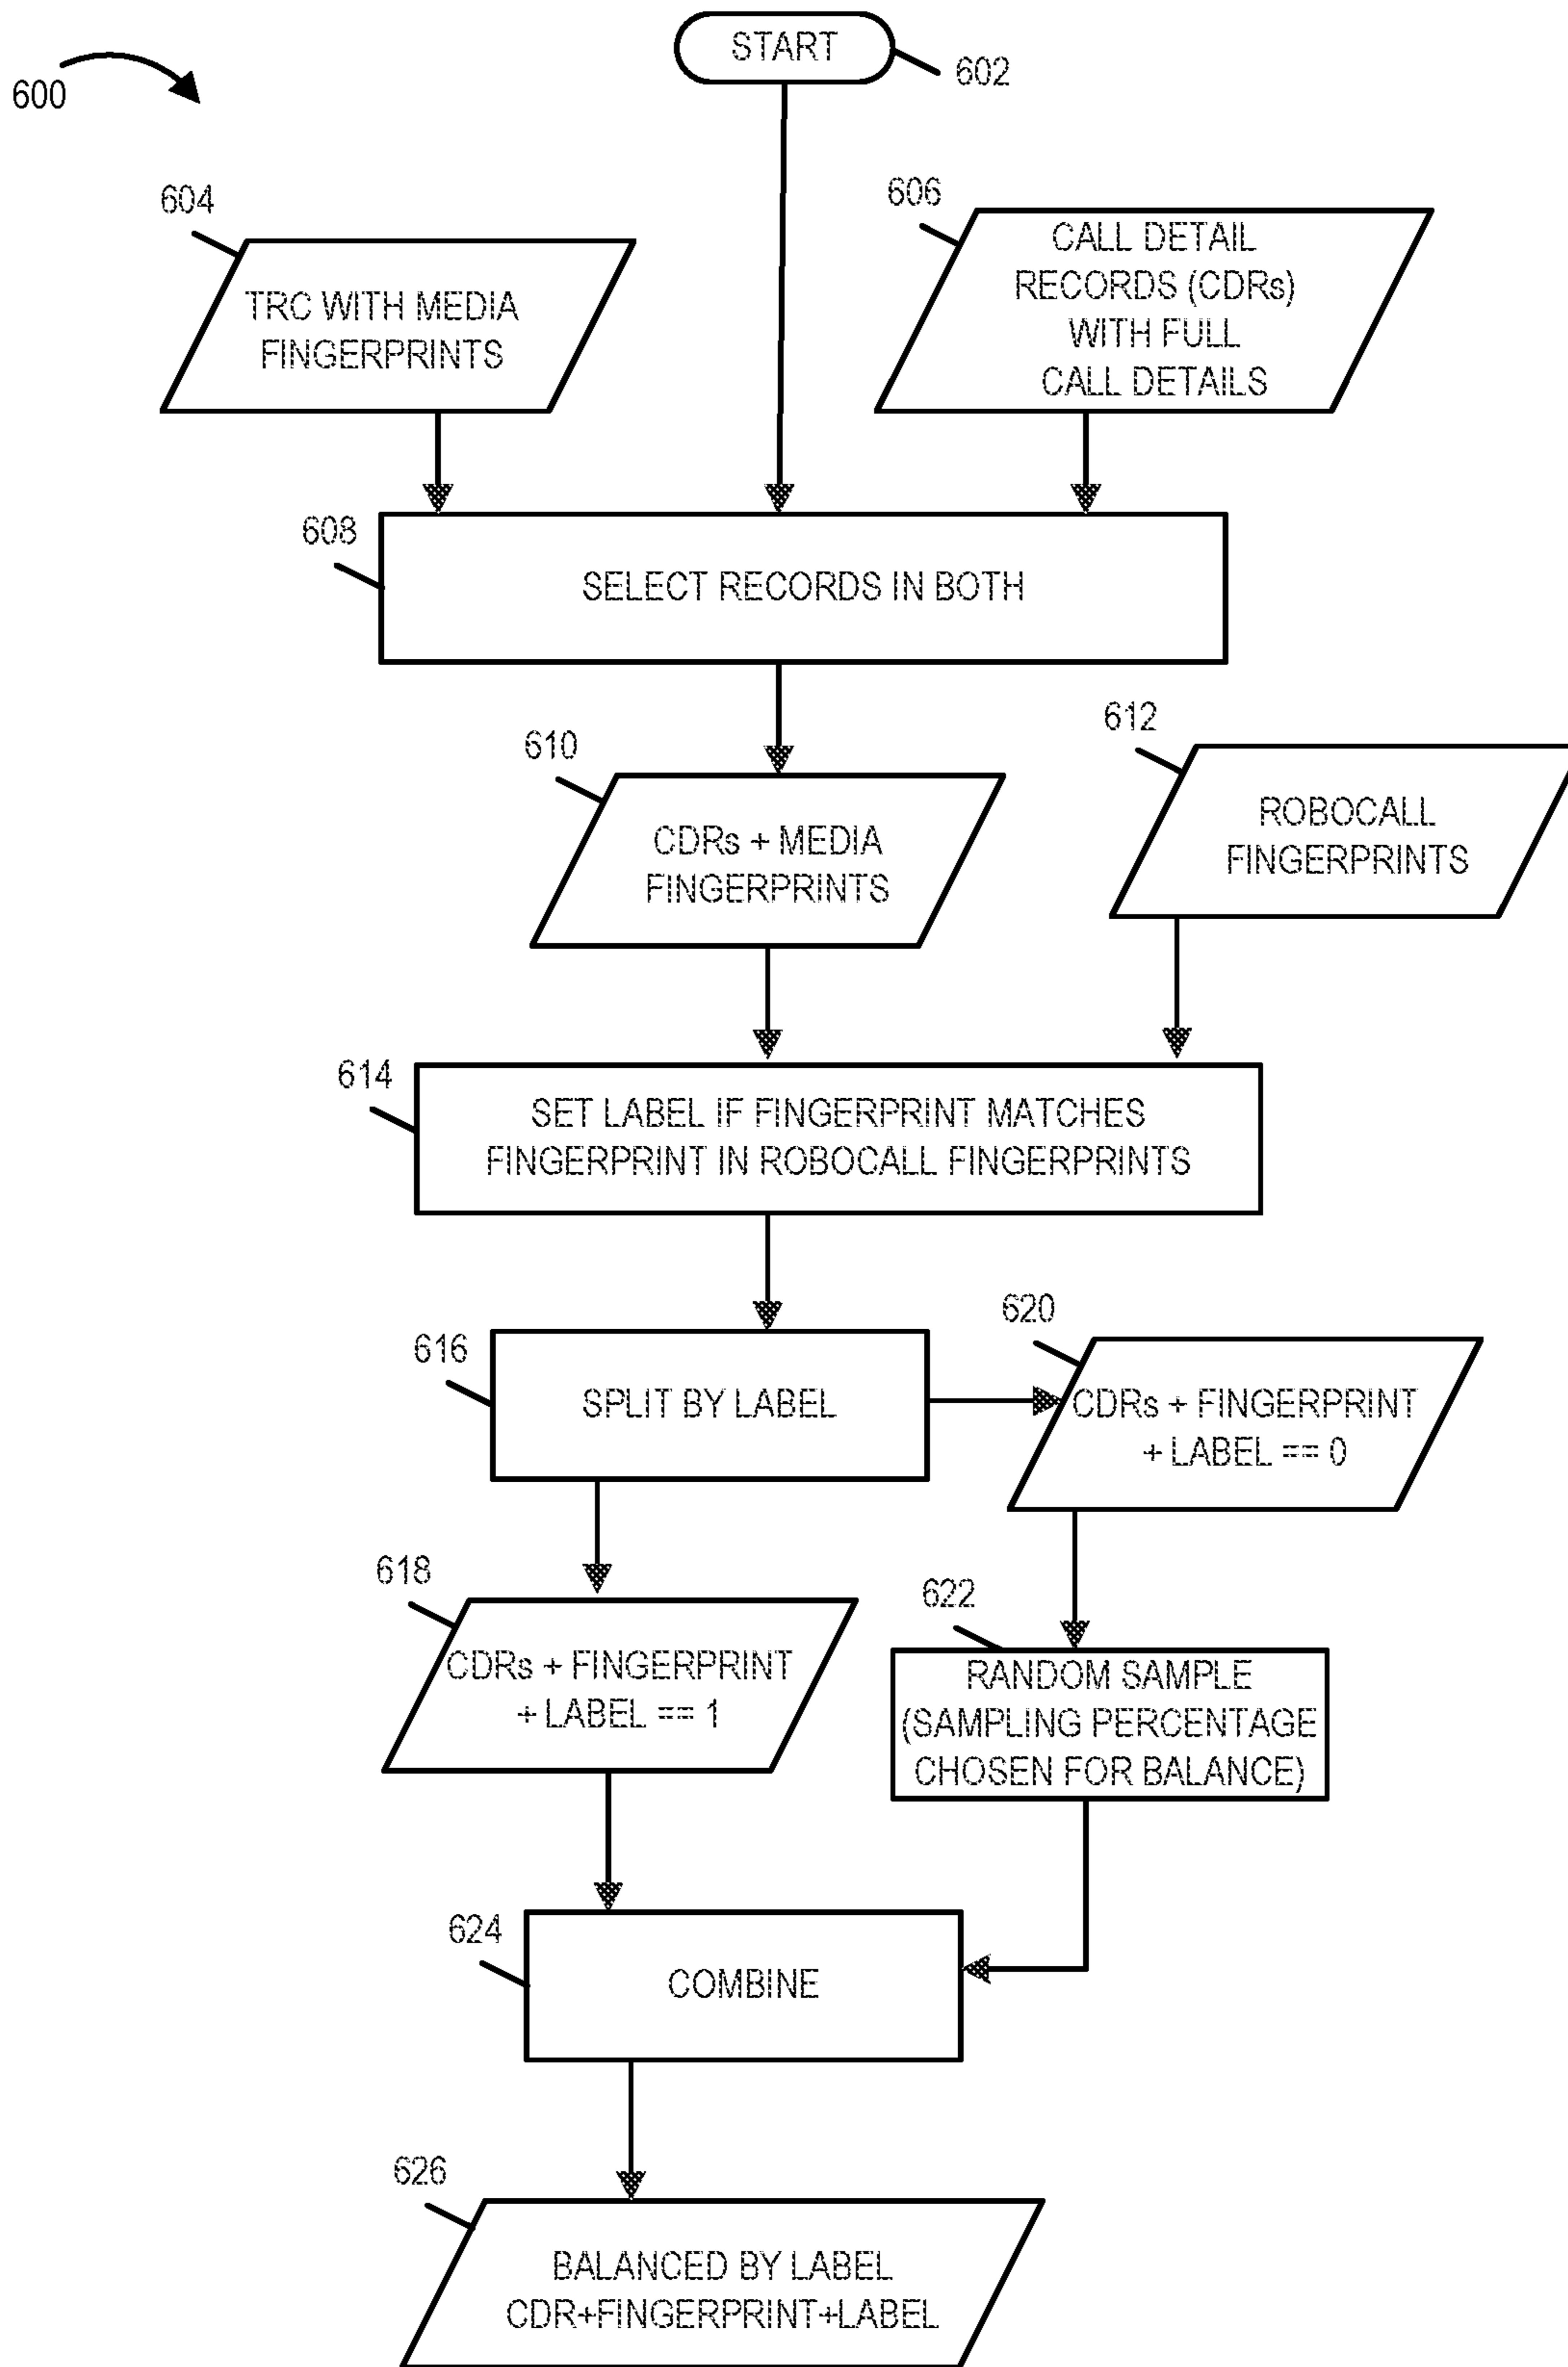 START
602
600
604
606
TRC WITH MEDIA
FINGERPRINTS
CALL DETAIL
RECORDS (CDRs)
WITH FULL
CALL DETAILS
608
SELECT RECORDS IN BOTH
610
612
CDRs + MEDIA
FINGERPRINTS
ROBOCALL
FINGERPRINTS
614
SET LABEL IF FINGERPRINT MATCHES
FINGERPRINT IN ROBOCALL FINGERPRINTS
616
SPLIT BY LABEL
620
CDRs + FINGERPRINT
+ LABEL == 0
618
CDRs + FINGERPRINT
+ LABEL == 1
622
RANDOM SAMPLE
(SAMPLING PERCENTAGE
CHOSEN FOR BALANCE)
624
COMBINE
626
BALANCED BY LABEL
CDR+FINGERPRINT+LABEL